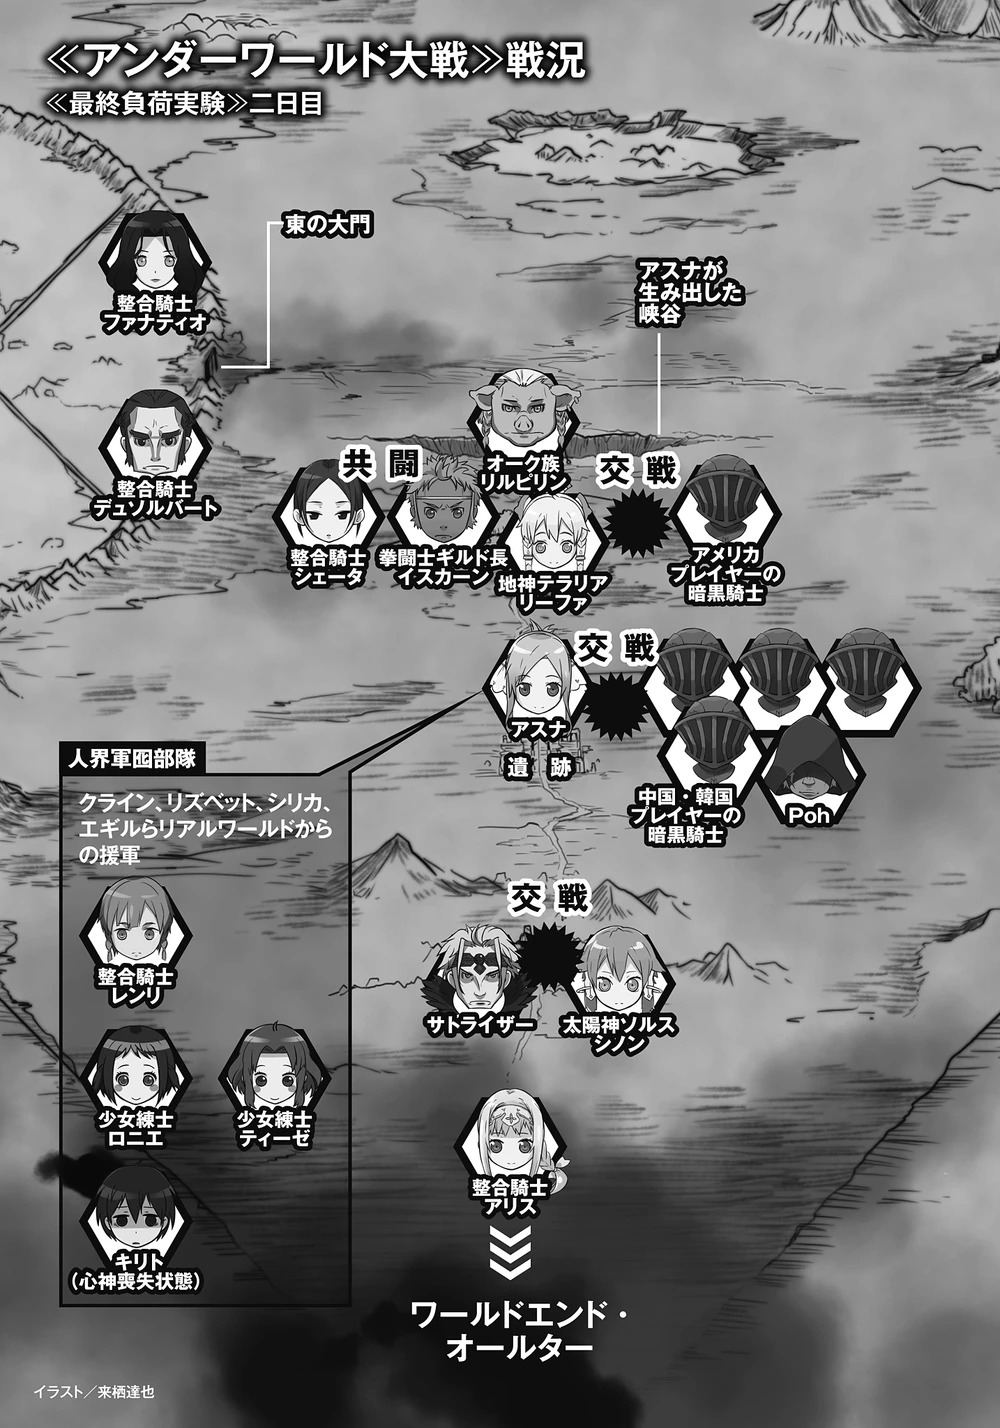 ≪アンダーワールド大戦≫戦況
≪最終負荷実験≫二日目
東の大門
アスナが
生み出した
峡谷
整合騎士
ファナティオ
整合騎士
デュソルバート
共闘
オーク族
リルピリン
交戦
整合騎士
シェータ
拳闘士ギルド長
イスカーン
地神テラリア
リーファ
アメリカ
プレイヤーの
暗黒騎士
交戦
アスナ
遺跡
中国・韓国
プレイヤーの
暗黒騎士
Poh
人界軍囮部隊
クライン、リズベット、シリカ、
エギルらリアルワールドから
の援軍
整合騎士
レンリ
少女練士
ロニエ
少女練士
ティーゼ
キリト
（心神喪失状態）
交戦
サトライザー
太陽神ソルス
シノン
整合騎士
アリス
ワールドエンド・
オールター
イラスト／来栖達也